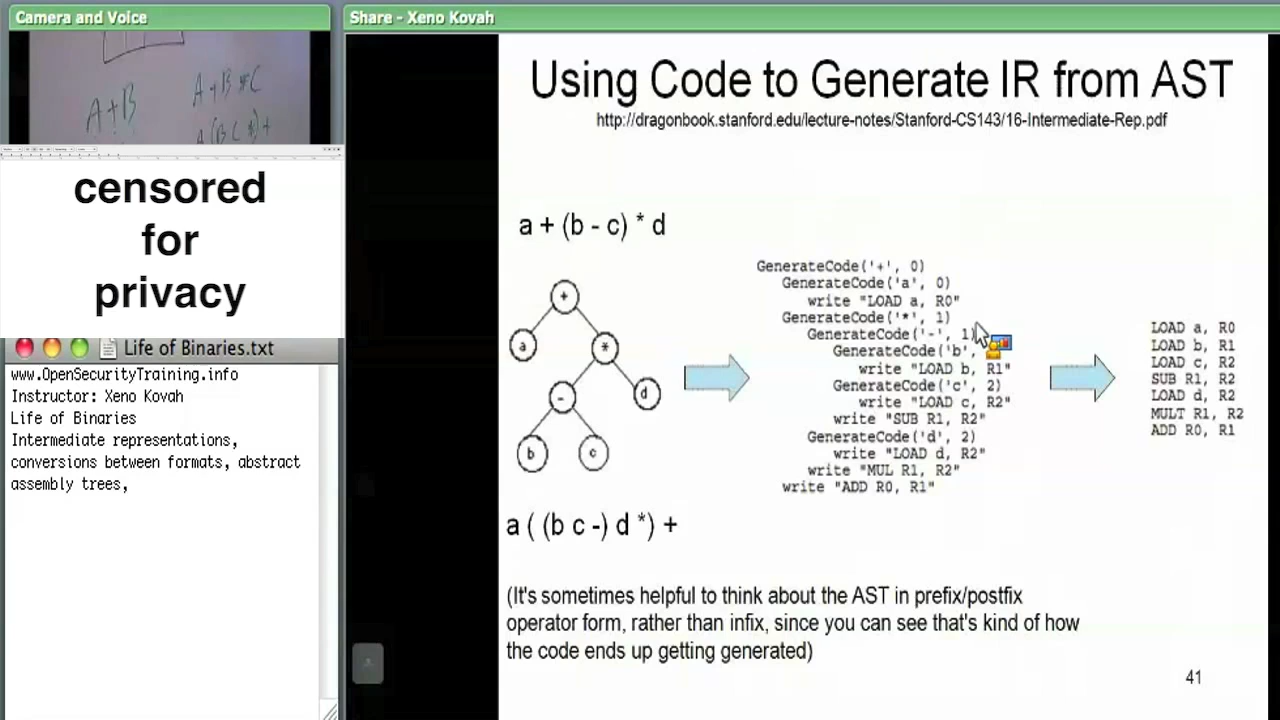 Camera and Voice
Share - Xeno Kovah
A+B
A+B*C
A(BC*)+
censored
for
privacy
Life of Binaries.txt
www.OpenSecurityTraining.info
Instructor: Xeno Kovah
Life of Binaries
Intermediate representations,
conversions between formats, abstract
assembly trees,
Using Code to Generate IR from AST
http://dragonbook.stanford.edu/lecture-notes/Stanford-CS143/16-Intermediate-Rep.pdf
a + (b - c) * d
+
a
*
-
d
b
c
GenerateCode('+', 0)
GenerateCode('a', 0)
write "LOAD a, R0"
GenerateCode('*', 1)
GenerateCode('-', 1)
GenerateCode('b',
write "LOAD b, R1"
GenerateCode('c', 2)
write "LOAD c, R2"
write "SUB R1, R2"
GenerateCode('d', 2)
write "LOAD d, R2"
write "MUL R1, R2"
write "ADD R0, R1"
LOAD a, R0
LOAD b, R1
LOAD c, R2
SUB R1, R2
LOAD d, R2
MULT R1, R2
ADD R0, R1
a ( (b c -) d *) +
(It's sometimes helpful to think about the AST in prefix/postfix
operator form, rather than infix, since you can see that's kind of how
the code ends up getting generated)
41